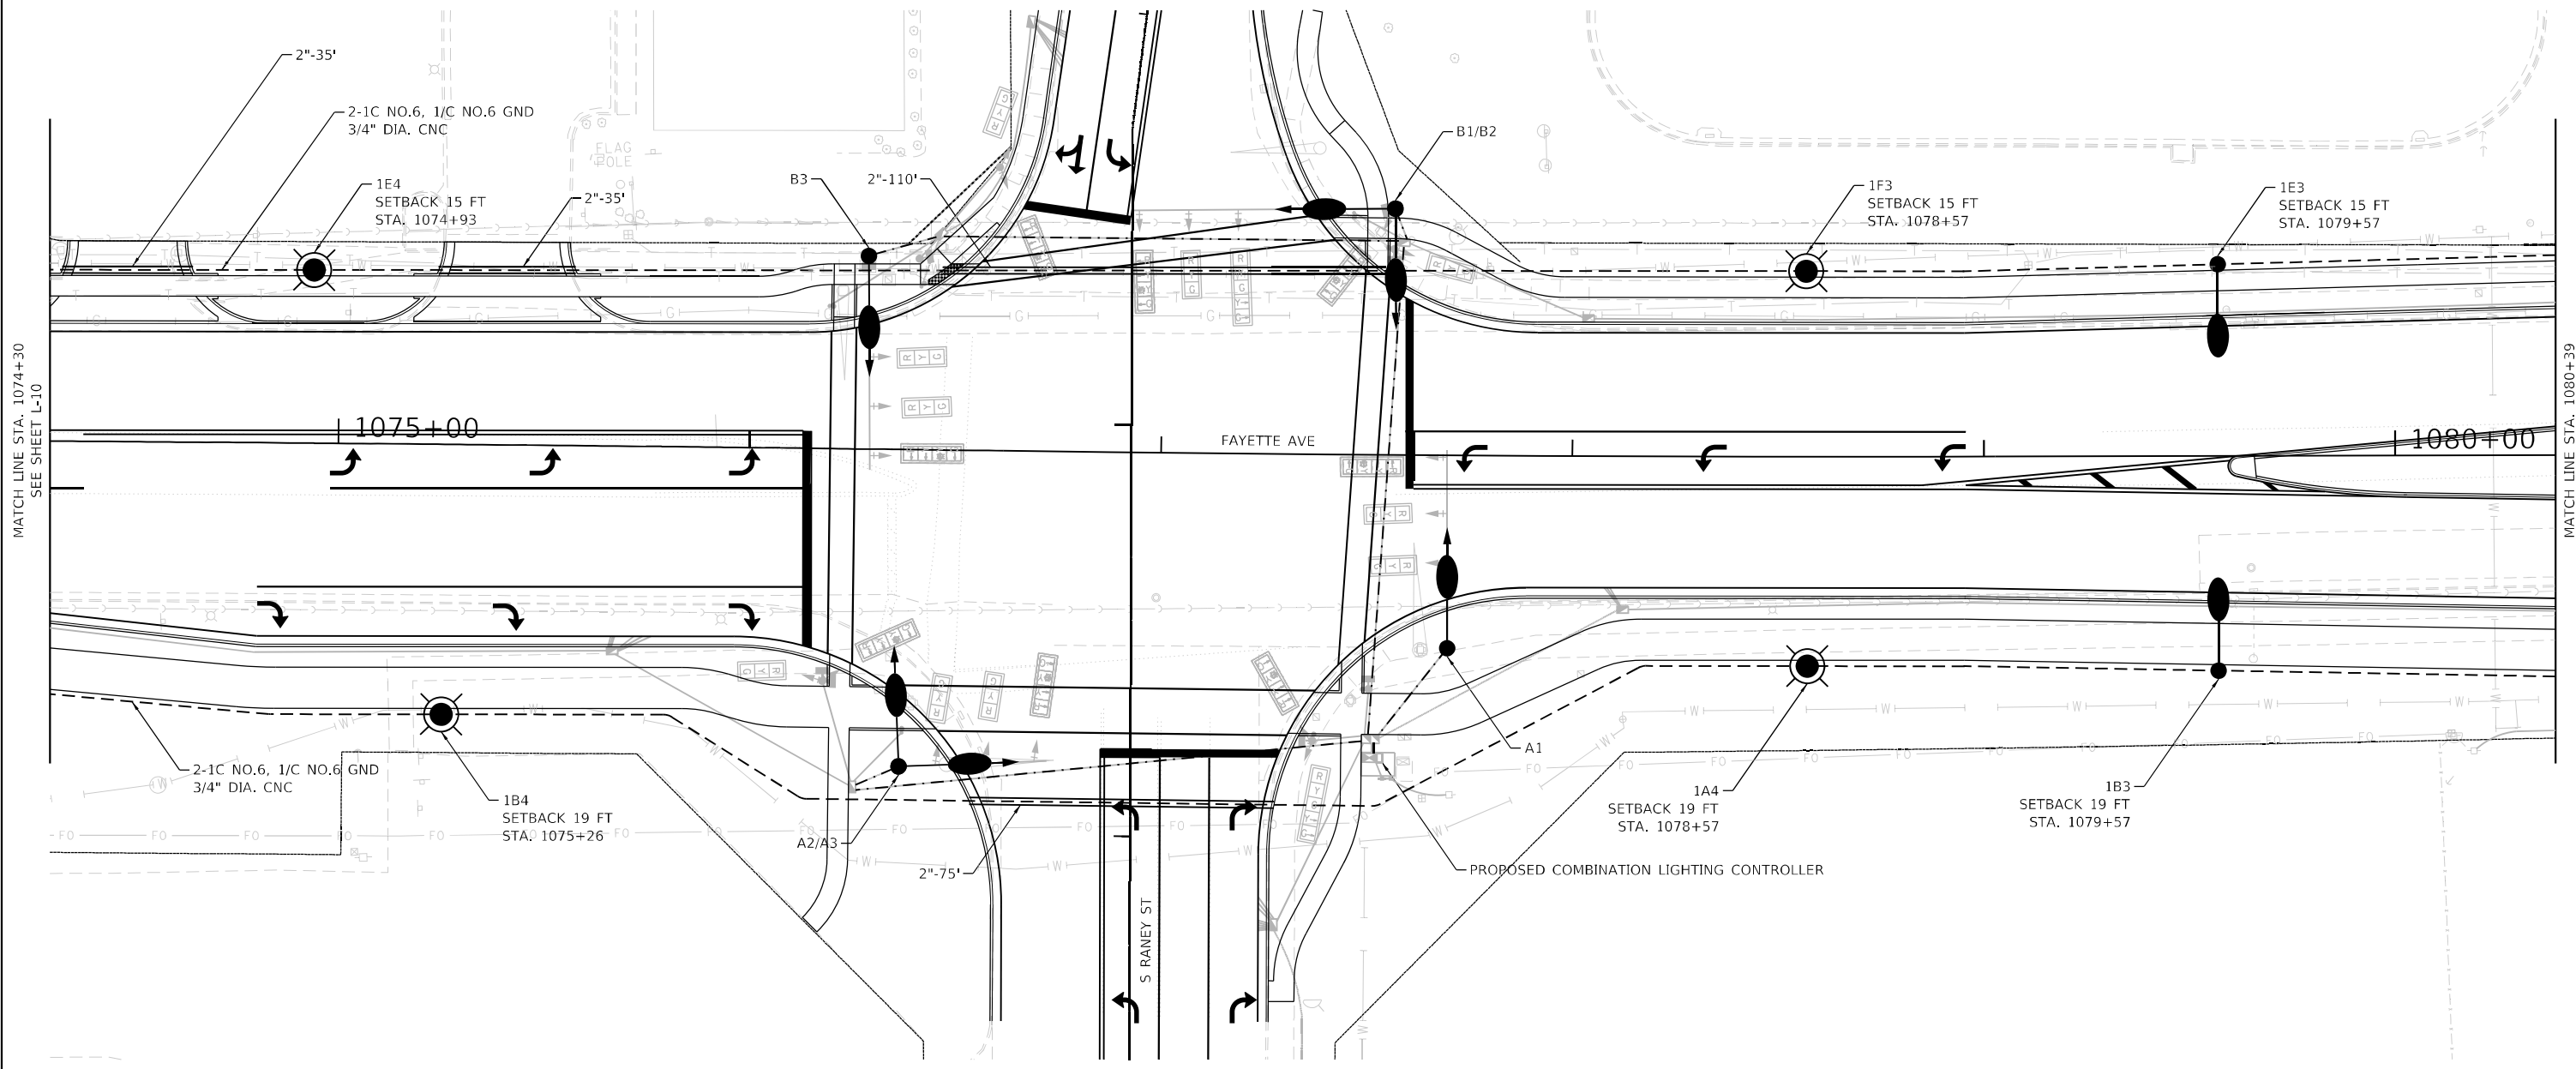 2"-35'
2-1C NO.6, 1/C NO.6 GND
3/4" DIA. CNC
FLAG
POLE
1E4
SETBACK 15 FT
STA. 1074+93
2"-35'
B3
2"-110'
B1/B2
1F3
SETBACK 15 FT
STA. 1078+57
1E3
SETBACK 15 FT
STA. 1079+57
MATCH LINE STA. 1074+30
SEE SHEET L-10
1075+00
FAYETTE AVE
1080+00
MATCH LINE STA. 1080+39
2-1C NO.6, 1/C NO.6 GND
3/4" DIA. CNC
1B4
SETBACK 19 FT
STA. 1075+26
A2/A3
2"-75'
S RANEY ST
A1
PROPOSED COMBINATION LIGHTING CONTROLLER
1A4
SETBACK 19 FT
STA. 1078+57
1B3
SETBACK 19 FT
STA. 1079+57